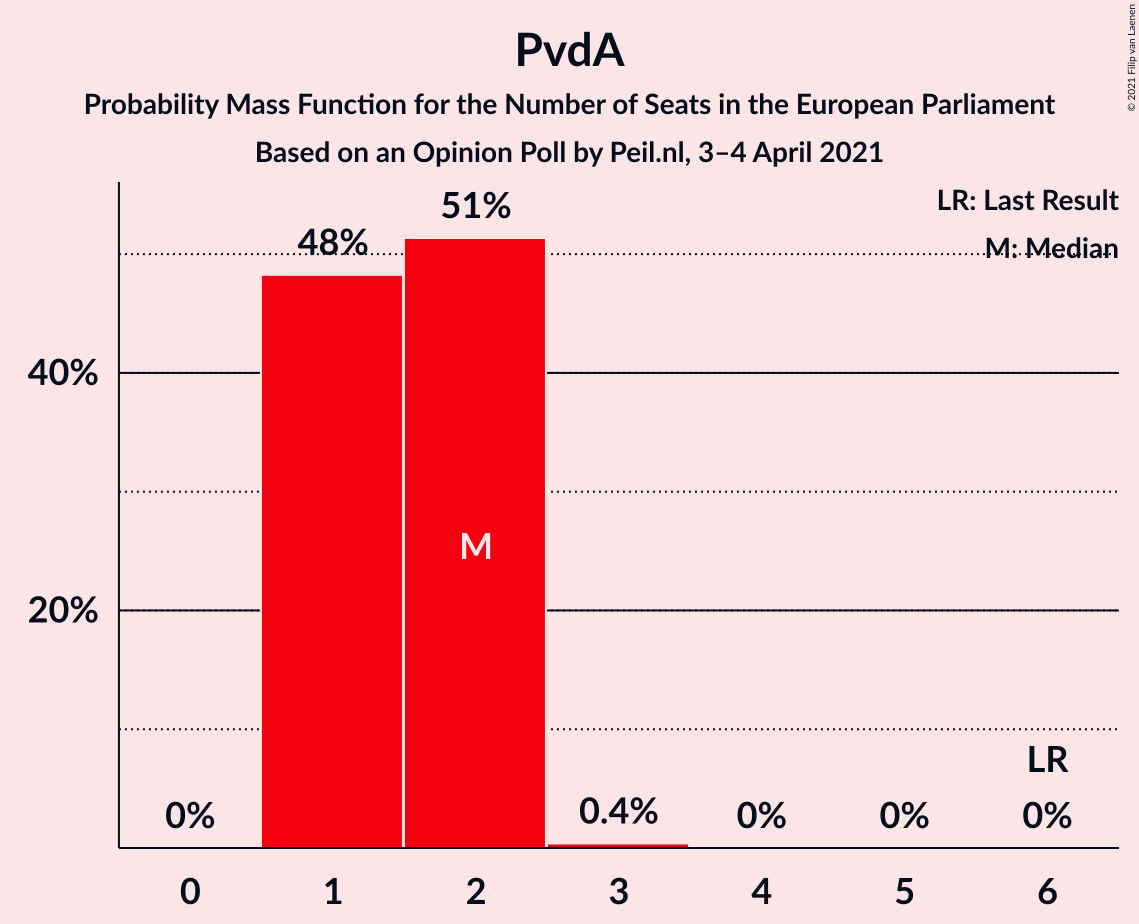 PvdA
Probability Mass Function for the Number of Seats in the European Parliament
Based on an Opinion Poll by Peil.nl, 3–4 April 2021
© 2021 Filip van Laenen
LR: Last Result
M: Median
51%
48%
40%
20%
M
LR
0%
0.4%
0%
0%
0%
0
1
2
3
4
5
6